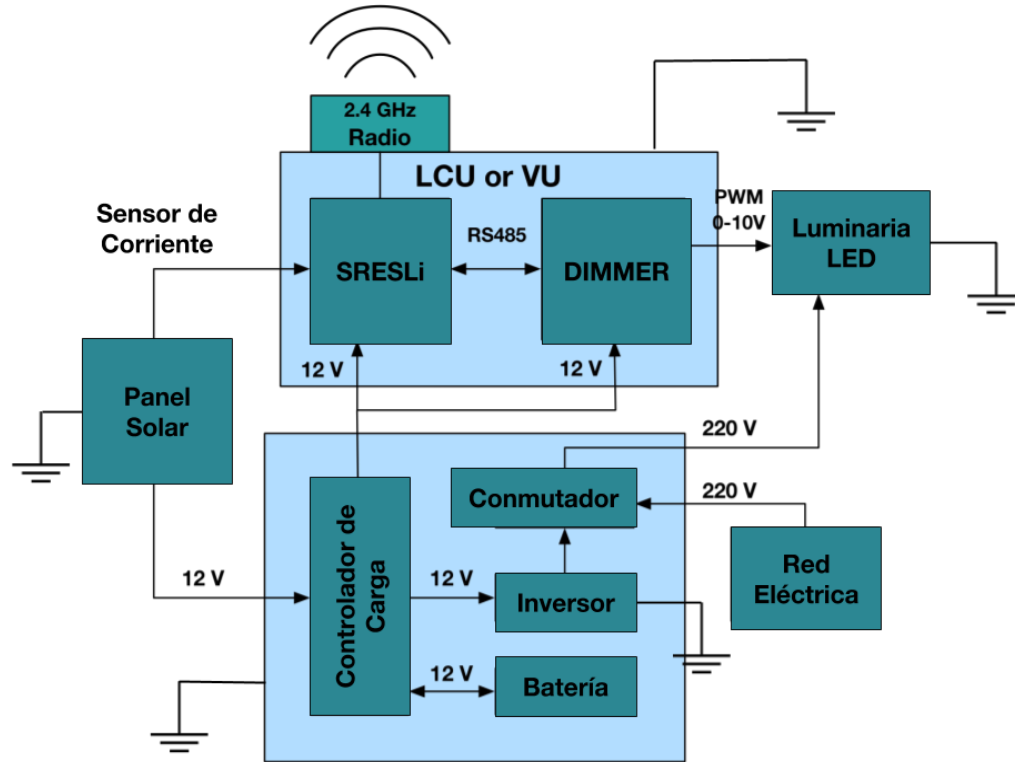 2.4 GHz
Radio
LCU or VU
Sensor de
Corriente
SRESLi
RS485
DIMMER
PWM
0-10V
Luminaria
LED
12 V
12 V
Panel
Solar
220 V
Conmutador
220 V
Red
Eléctrica
12 V
Controlador de
Carga
12 V
Inversor
12 V
Batería